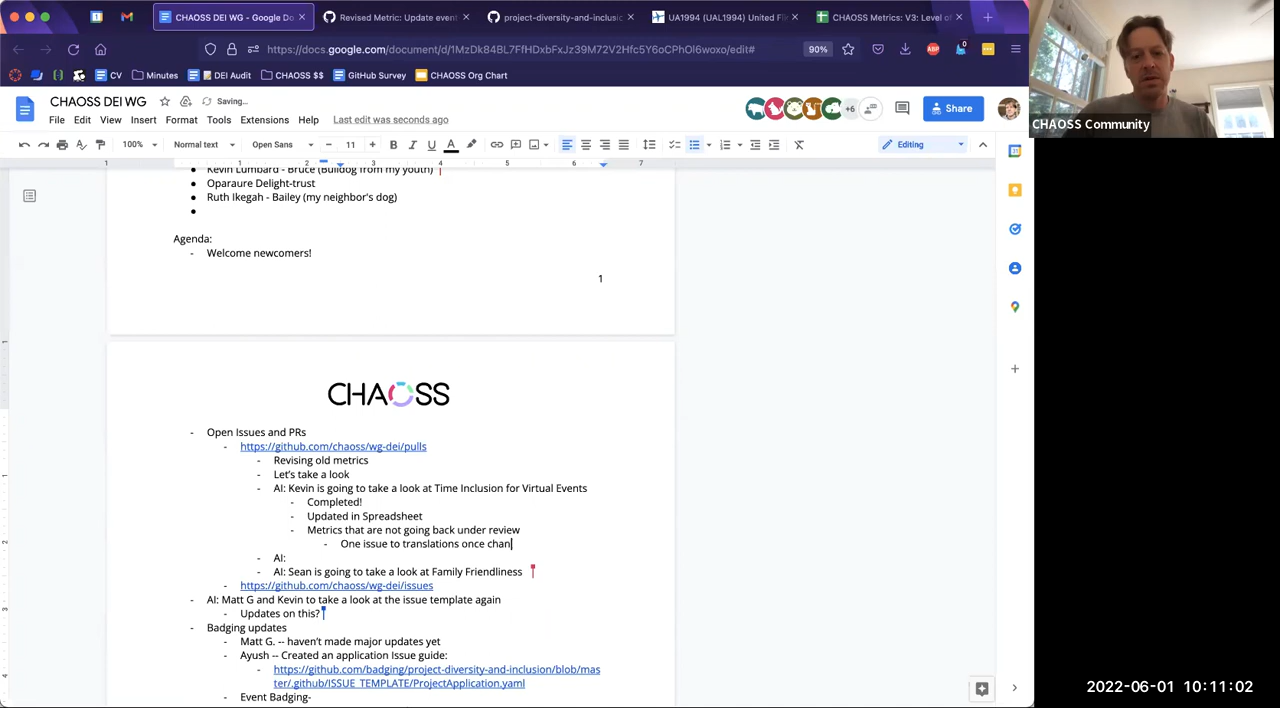 CHAOSS DEI WG - Google Do
Revised Metric: Update event
project-diversity-and-inclusio
UA1994 (UAL1994) United Fli
CHAOSS Metrics: V3: Level of
https://docs.google.com/document/d/1MzDk84BL7FfHDxbFxJz39M72V2Hfc5Y6oCPhOl6woxo/edit#
90%
CV
Minutes
DEI Audit
CHAOSS $$
GitHub Survey
CHAOSS Org Chart
CHAOSS DEI WG
Saving...
File Edit View Insert Format Tools Extensions Help
Last edit was seconds ago
+6
Share
100%
Normal text
Open Sans
11
Editing
1 1 2 3 4 5 6 7
Kevin Lumbard - Bruce (Bulldog from my youth)
● Oparaure Delight-trust
● Ruth Ikegah - Bailey (my neighbor's dog)
●
Agenda:
- Welcome newcomers!
1
CHAOSS
- Open Issues and PRs
- https://github.com/chaoss/wg-dei/pulls
- Revising old metrics
- Let's take a look
- AI: Kevin is going to take a look at Time Inclusion for Virtual Events
- Completed!
- Updated in Spreadsheet
- Metrics that are not going back under review
- One issue to translations once chan
- AI:
- AI: Sean is going to take a look at Family Friendliness
- https://github.com/chaoss/wg-dei/issues
- AI: Matt G and Kevin to take a look at the issue template again
- Updates on this?
- Badging updates
- Matt G. -- haven't made major updates yet
- Ayush -- Created an application Issue guide:
- https://github.com/badging/project-diversity-and-inclusion/blob/mas
ter/.github/ISSUE_TEMPLATE/ProjectApplication.yaml
- Event Badging-
CHAOSS Community
2022-06-01 10:11:02